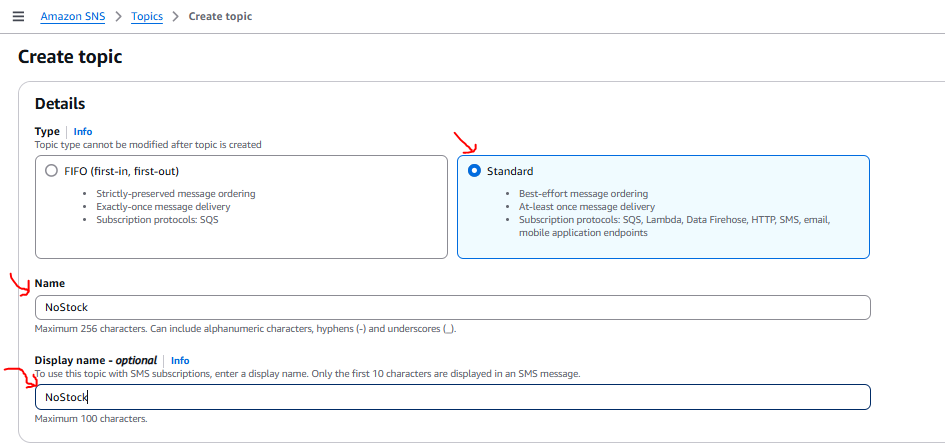 Amazon SNS > Topics > Create topic
Create topic
Details
Type | Info
Topic type cannot be modified after topic is created
FIFO (first-in, first-out)
• Strictly-preserved message ordering
• Exactly-once message delivery
• Subscription protocols: SQS
Standard
• Best-effort message ordering
• At-least once message delivery
• Subscription protocols: SQS, Lambda, Data Firehose, HTTP, SMS, email,
mobile application endpoints
Name
NoStock
Maximum 256 characters. Can include alphanumeric characters, hyphens (-) and underscores (_).
Display name - optional | Info
To use this topic with SMS subscriptions, enter a display name. Only the first 10 characters are displayed in an SMS message.
NoStock
Maximum 100 characters.